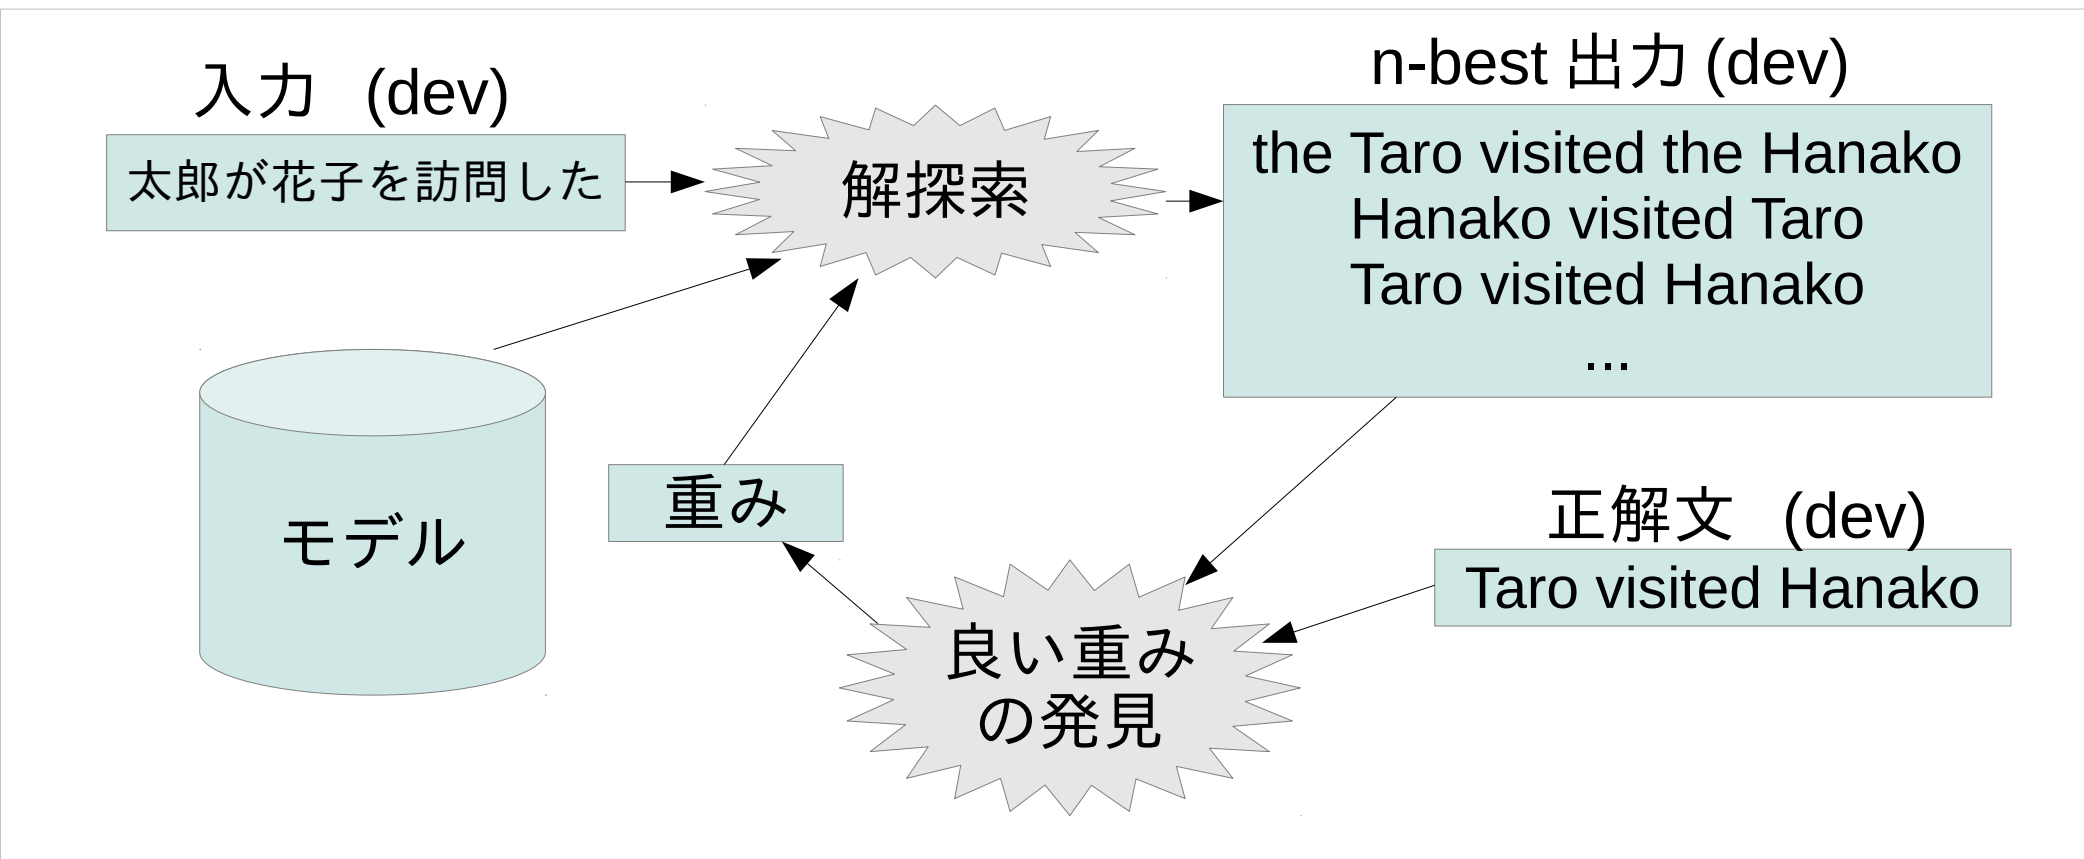 入力 (dev)
太郎が花子を訪問した
解探索
n-best 出力 (dev)
the Taro visited the Hanako
Hanako visited Taro
Taro visited Hanako
...
モデル
重み
正解文 (dev)
Taro visited Hanako
良い重み
の発見